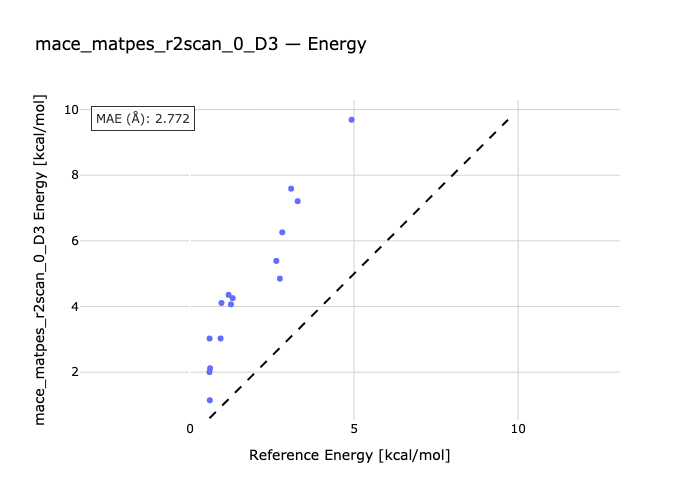 mace_matpes_r2scan_0_D3 — Energy
MAE (Å): 2.772
mace_matpes_r2scan_0_D3 Energy [kcal/mol]
10
8
6
4
2
0
5
10
Reference Energy [kcal/mol]